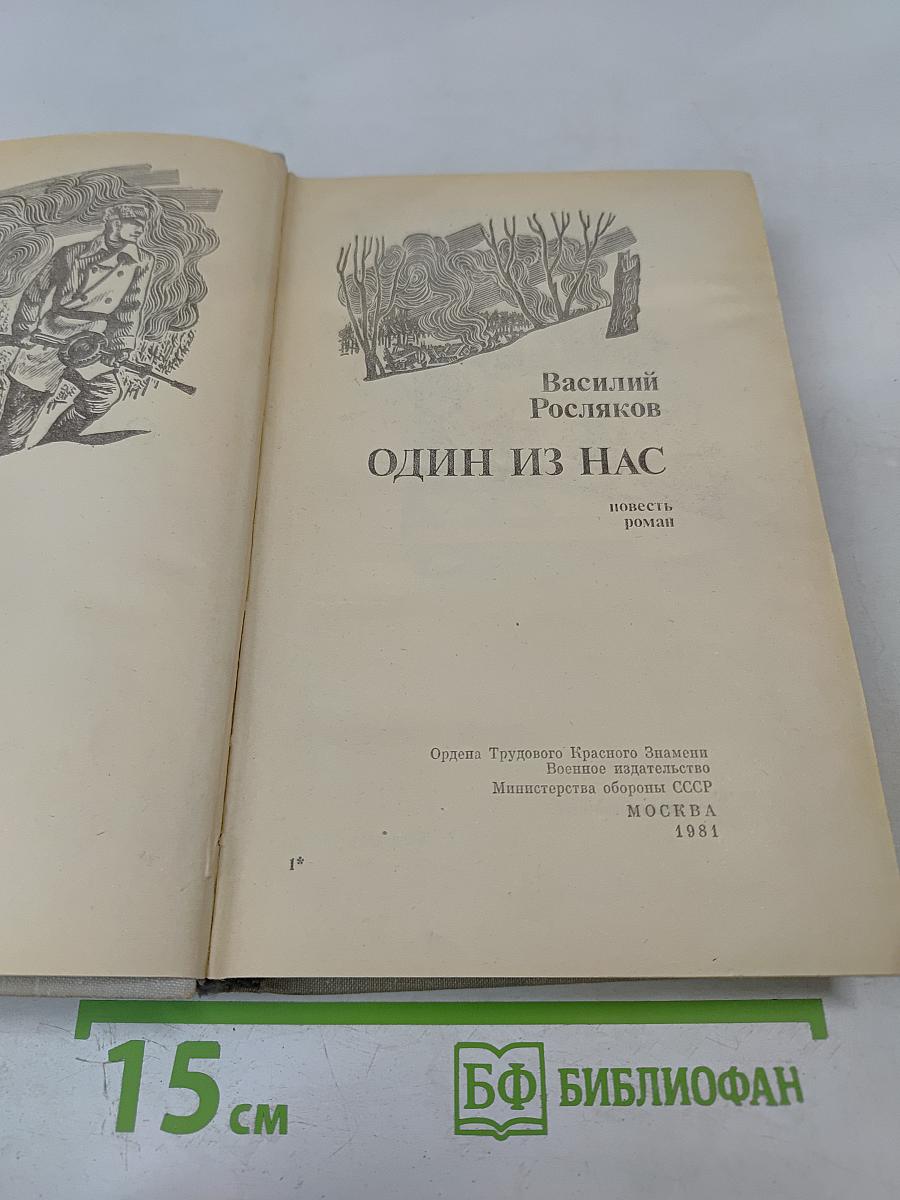 Василий
Росляков
ОДИН ИЗ НАС
повесть
роман
Ордена Трудового Красного Знамени
Военное издательство
Министерства обороны СССР
МОСКВА
1981
1*
15 см
БФ БИБЛИОФАН